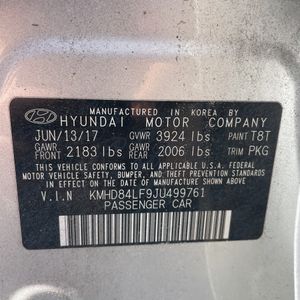 MANUFACTURED IN KOREA BY
HYUNDAI MOTOR COMPANY
JUN/13/17 GVWR 3924 lbs. PAINT T8T
GAWR FRONT 2183 lbs GAWR REAR 2006 lbs. TRIM PKG
THIS VEHICLE CONFORMS TO ALL APPLICABLE U.S.A. FEDERAL
MOTOR VEHICLE SAFETY, BUMPER, AND THEFT PREVENTION
STANDARDS IN EFFECT ON THE DATE OF MANUFACTURE SHOWN ABOVE.
V.I.N KMHD84LF9JU499761
PASSENGER CAR